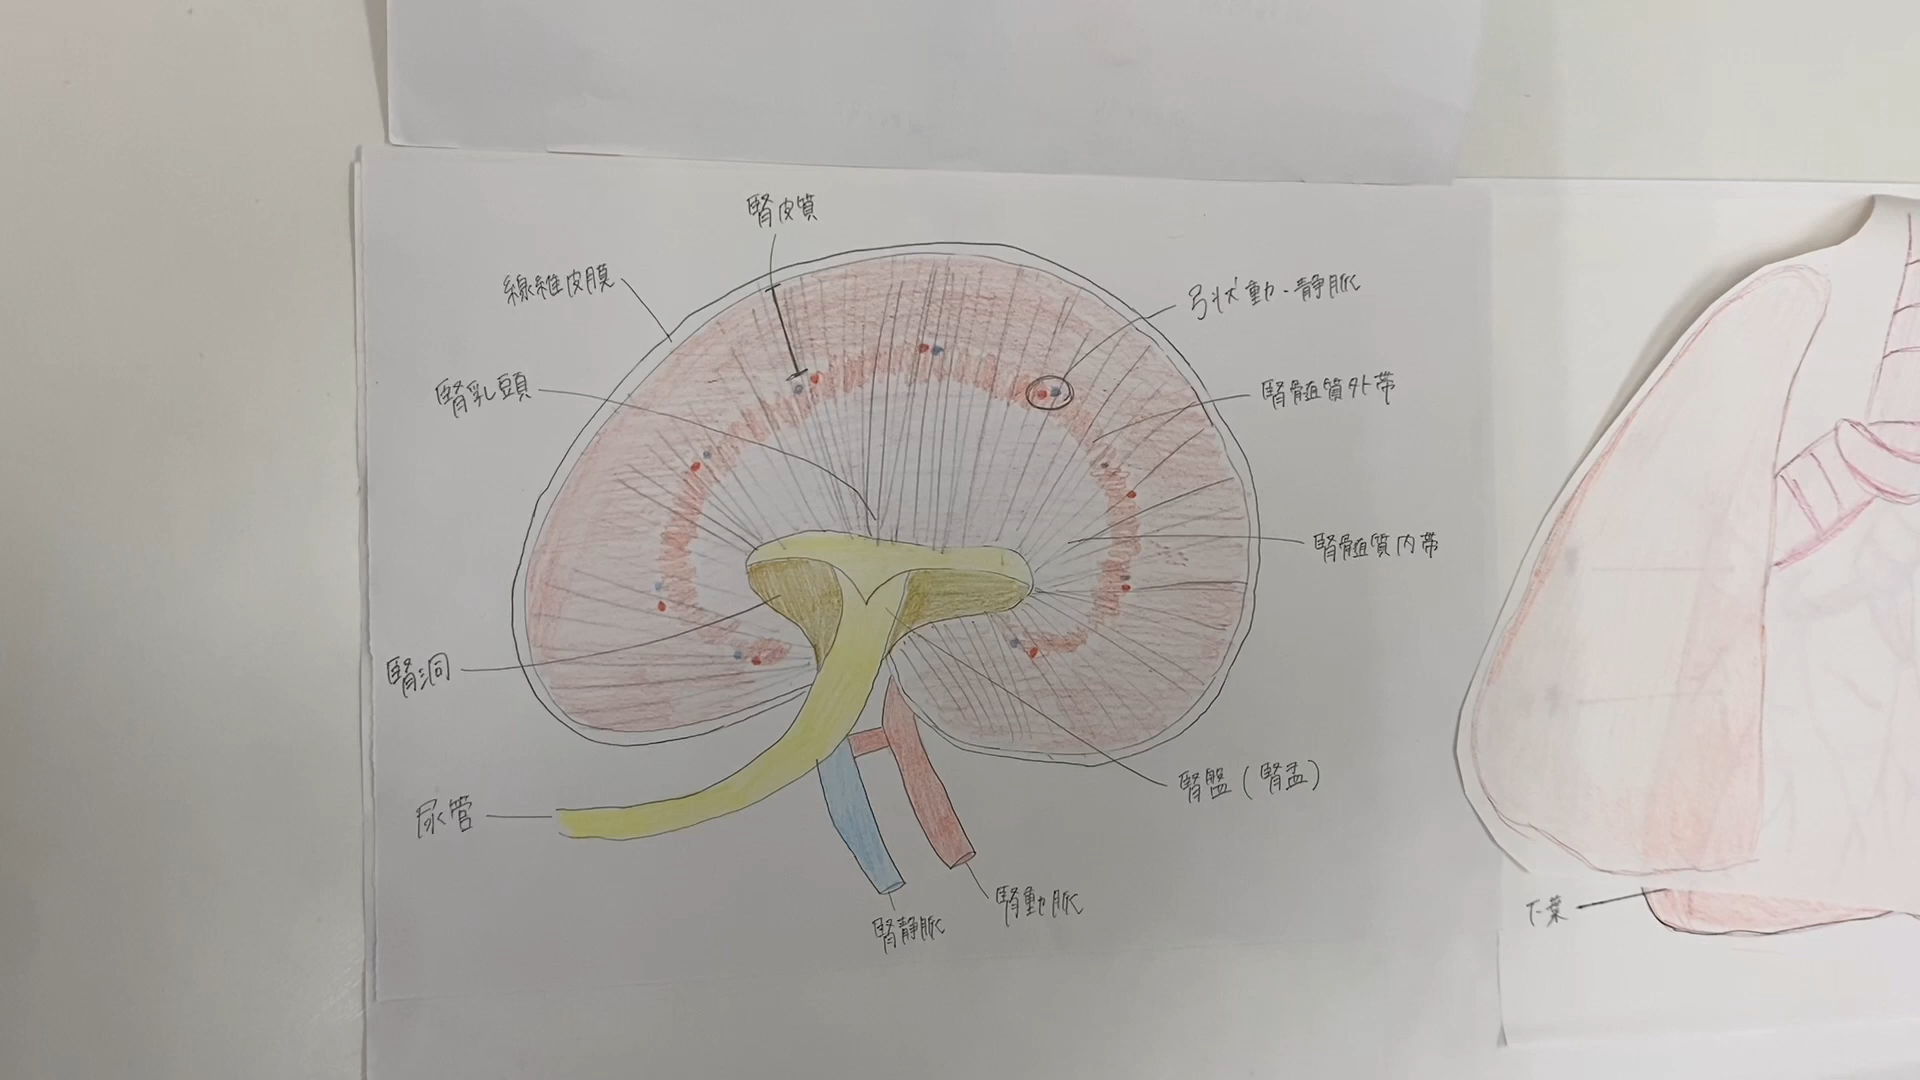 腎皮質
線維皮膜
弓状動・静脈
腎乳頭
腎髄質外帯
腎髄質内帯
腎洞
腎盤(腎盂)
尿管
腎動脈
腎静脈
下葉